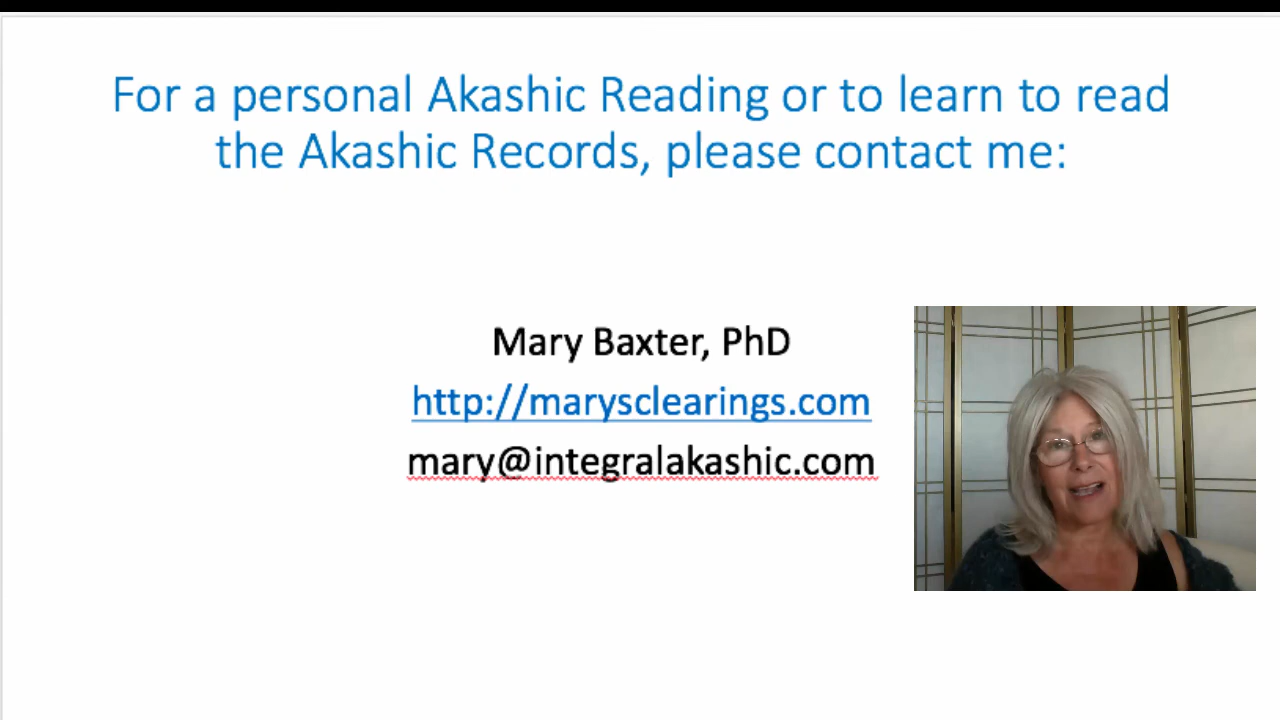 For a personal Akashic Reading or to learn to read
the Akashic Records, please contact me:
Mary Baxter, PhD
http://marysclearings.com
mary@integralakashic.com